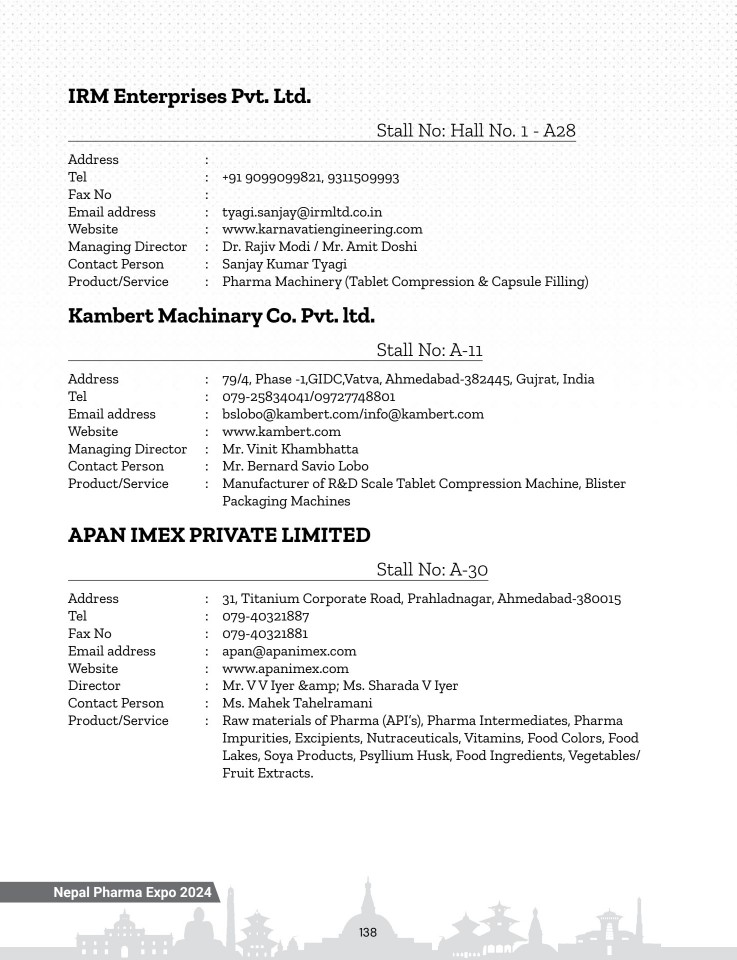 IRM Enterprises Pvt. Ltd.
Stall No: Hall No. 1 - A28
Address :
Tel : +91 9099099821, 9311509993
Fax No :
Email address : tyagi.sanjay@irmltd.co.in
Website : www.karnavatiengineering.com
Managing Director : Dr. Rajiv Modi / Mr. Amit Doshi
Contact Person : Sanjay Kumar Tyagi
Product/Service : Pharma Machinery (Tablet Compression & Capsule Filling)
Kambert Machinary Co. Pvt. ltd.
Stall No: A-11
Address : 79/4, Phase -1,GIDC,Vatva, Ahmedabad-382445, Gujrat, India
Tel : 079-25834041/09727748801
Email address : bslobo@kambert.com/info@kambert.com
Website : www.kambert.com
Managing Director : Mr. Vinit Khambhatta
Contact Person : Mr. Bernard Savio Lobo
Product/Service : Manufacturer of R&D Scale Tablet Compression Machine, Blister
Packaging Machines
APAN IMEX PRIVATE LIMITED
Stall No: A-30
Address : 31, Titanium Corporate Road, Prahladnagar, Ahmedabad-380015
Tel : 079-40321887
Fax No : 079-40321881
Email address : apan@apanimex.com
Website : www.apanimex.com
Director : Mr. V V Iyer &amp; Ms. Sharada V Iyer
Contact Person : Ms. Mahek Tahelramani
Product/Service : Raw materials of Pharma (API's), Pharma Intermediates, Pharma
Impurities, Excipients, Nutraceuticals, Vitamins, Food Colors, Food
Lakes, Soya Products, Psyllium Husk, Food Ingredients, Vegetables/
Fruit Extracts.
Nepal Pharma Expo 2024
138